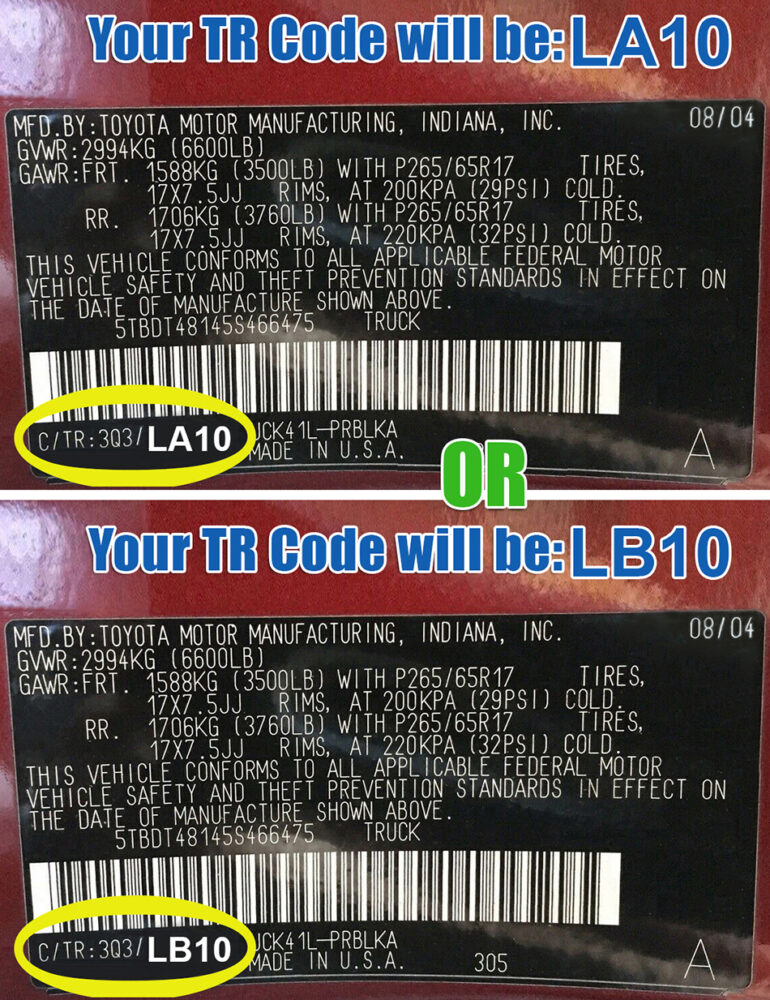 Your TR Code will be: LA10
MFD.BY:TOYOTA MOTOR MANUFACTURING, INDIANA, INC. 08/04
GVWR:2994KG (6600LB)
GAWR:FRT. 1588KG (3500LB) WITH P265/65R17 TIRES,
17X7.5JJ RIMS, AT 200KPA (29PSI) COLD.
RR. 1706KG (3760LB) WITH P265/65R17 TIRES,
17X7.5JJ RIMS, AT 220KPA (32PSI) COLD.
THIS VEHICLE CONFORMS TO ALL APPLICABLE FEDERAL MOTOR
VEHICLE SAFETY AND THEFT PREVENTION STANDARDS IN EFFECT ON
THE DATE OF MANUFACTURE SHOWN ABOVE.
5TBDT48145S466475 TRUCK
C/TR:3Q3/LA10 UCK41L-PRBLKA
MADE IN U.S.A. A
OR
Your TR Code will be: LB10
MFD.BY:TOYOTA MOTOR MANUFACTURING, INDIANA, INC. 08/04
GVWR:2994KG (6600LB)
GAWR:FRT. 1588KG (3500LB) WITH P265/65R17 TIRES,
17X7.5JJ RIMS, AT 200KPA (29PSI) COLD.
RR. 1706KG (3760LB) WITH P265/65R17 TIRES,
17X7.5JJ RIMS, AT 220KPA (32PSI) COLD.
THIS VEHICLE CONFORMS TO ALL APPLICABLE FEDERAL MOTOR
VEHICLE SAFETY AND THEFT PREVENTION STANDARDS IN EFFECT ON
THE DATE OF MANUFACTURE SHOWN ABOVE.
5TBDT48145S466475 TRUCK
C/TR:3Q3/LB10 UCK41L-PRBLKA
MADE IN U.S.A. 305 A